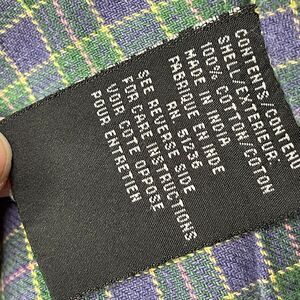 CONTENTS/CONTENU
SHELL/EXTERIEUR:
100% COTTON/COTON
MADE IN INDIA
FABRIQUE EN INDE
RN 51236
SEE REVERSE SIDE
FOR CARE INSTRUCTIONS
VOIR COTE OPPOSE
POUR ENTRETIEN